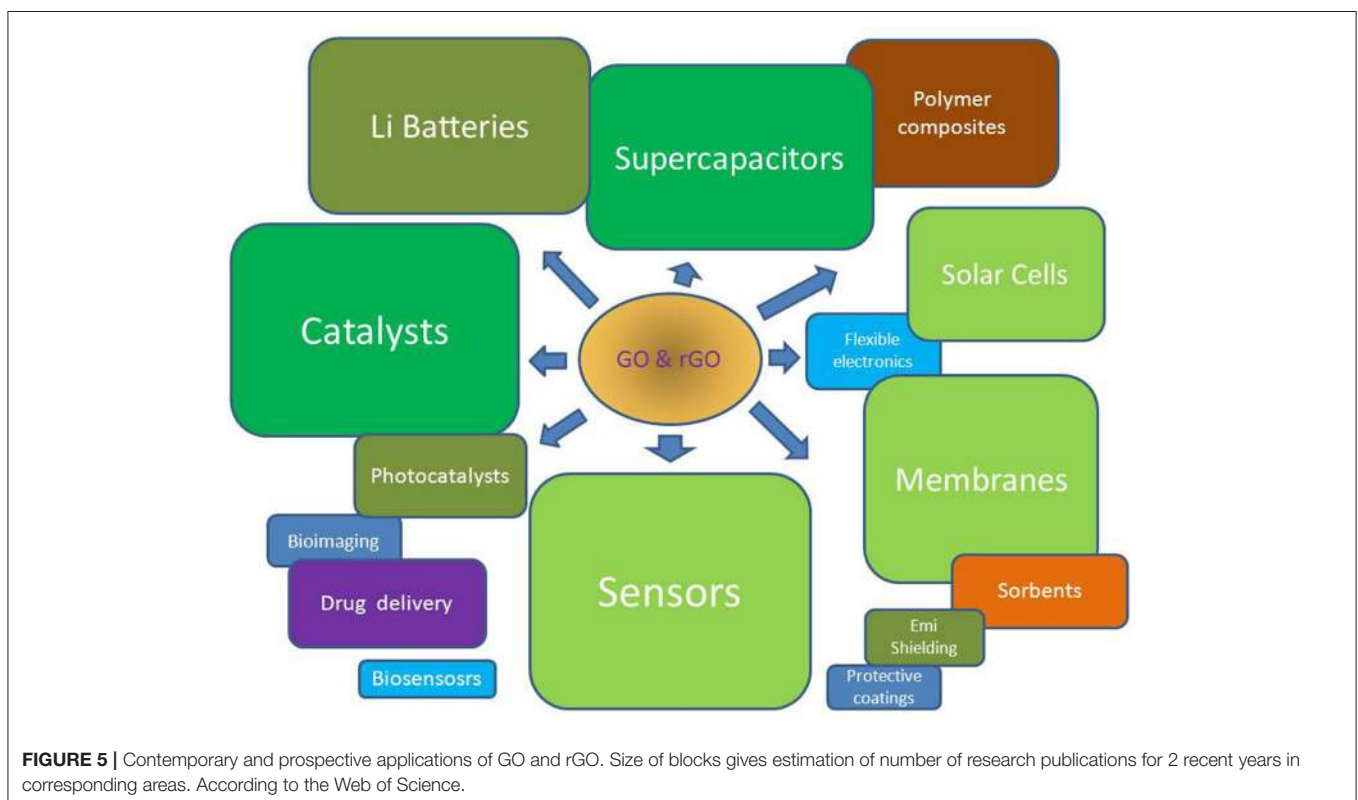 Li Batteries
Supercapacitors
Polymer
composites
Catalysts
GO & rGO
Solar Cells
Flexible
electronics
Membranes
Photocatalysts
Bioimaging
Drug delivery
Biosensosrs
Sensors
Sorbents
Emi
Shielding
Protective
coatings
FIGURE 5 | Contemporary and prospective applications of GO and rGO. Size of blocks gives estimation of number of research publications for 2 recent years in
corresponding areas. According to the Web of Science.